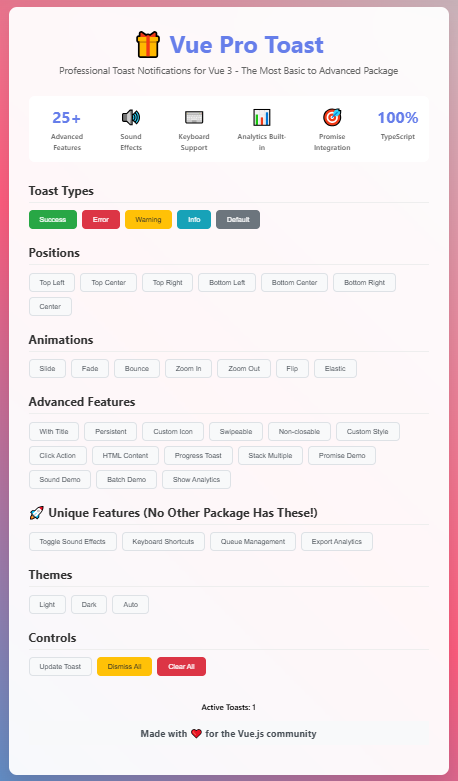 Vue Pro Toast
Professional Toast Notifications for Vue 3 - The Most Basic to Advanced Package
25+
Advanced
Features
Sound
Effects
Keyboard
Support
Analytics Built-
in
Promise
Integration
100%
TypeScript
Toast Types
Success Error Warning Info Default
Positions
Top Left Top Center Top Right Bottom Left Bottom Center Bottom Right
Center
Animations
Slide Fade Bounce Zoom In Zoom Out Flip Elastic
Advanced Features
With Title Persistent Custom Icon Swipeable Non-closable Custom Style
Click Action HTML Content Progress Toast Stack Multiple Promise Demo
Sound Demo Batch Demo Show Analytics
🚀 Unique Features (No Other Package Has These!)
Toggle Sound Effects Keyboard Shortcuts Queue Management Export Analytics
Themes
Light Dark Auto
Controls
Update Toast Dismiss All Clear All
Active Toasts: 1
Made with ❤️ for the Vue.js community